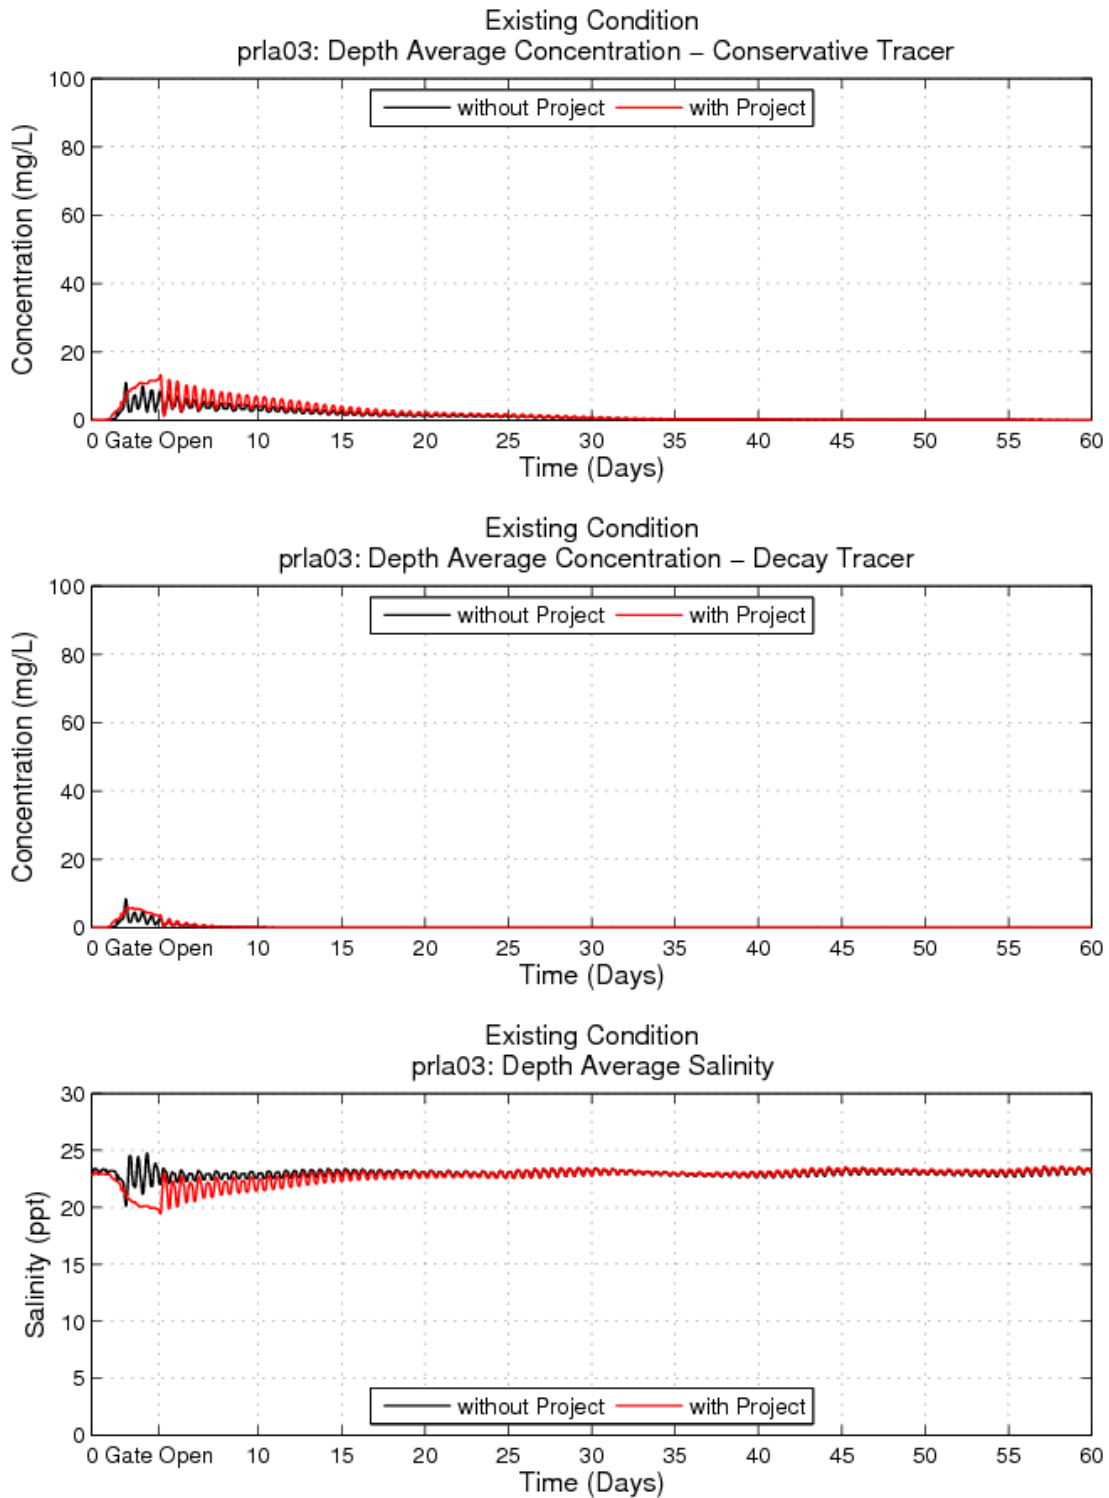 Existing Condition
prla03: Depth Average Concentration – Conservative Tracer
100
80
60
40
20
0
Concentration (mg/L)
without Project
with Project
0 Gate Open 10 15 20 25 30 35 40 45 50 55 60
Time (Days)
Existing Condition
prla03: Depth Average Concentration – Decay Tracer
100
80
60
40
20
0
Concentration (mg/L)
without Project
with Project
0 Gate Open 10 15 20 25 30 35 40 45 50 55 60
Time (Days)
Existing Condition
prla03: Depth Average Salinity
30
25
20
15
10
5
0
Salinity (ppt)
without Project
with Project
0 Gate Open 10 15 20 25 30 35 40 45 50 55 60
Time (Days)